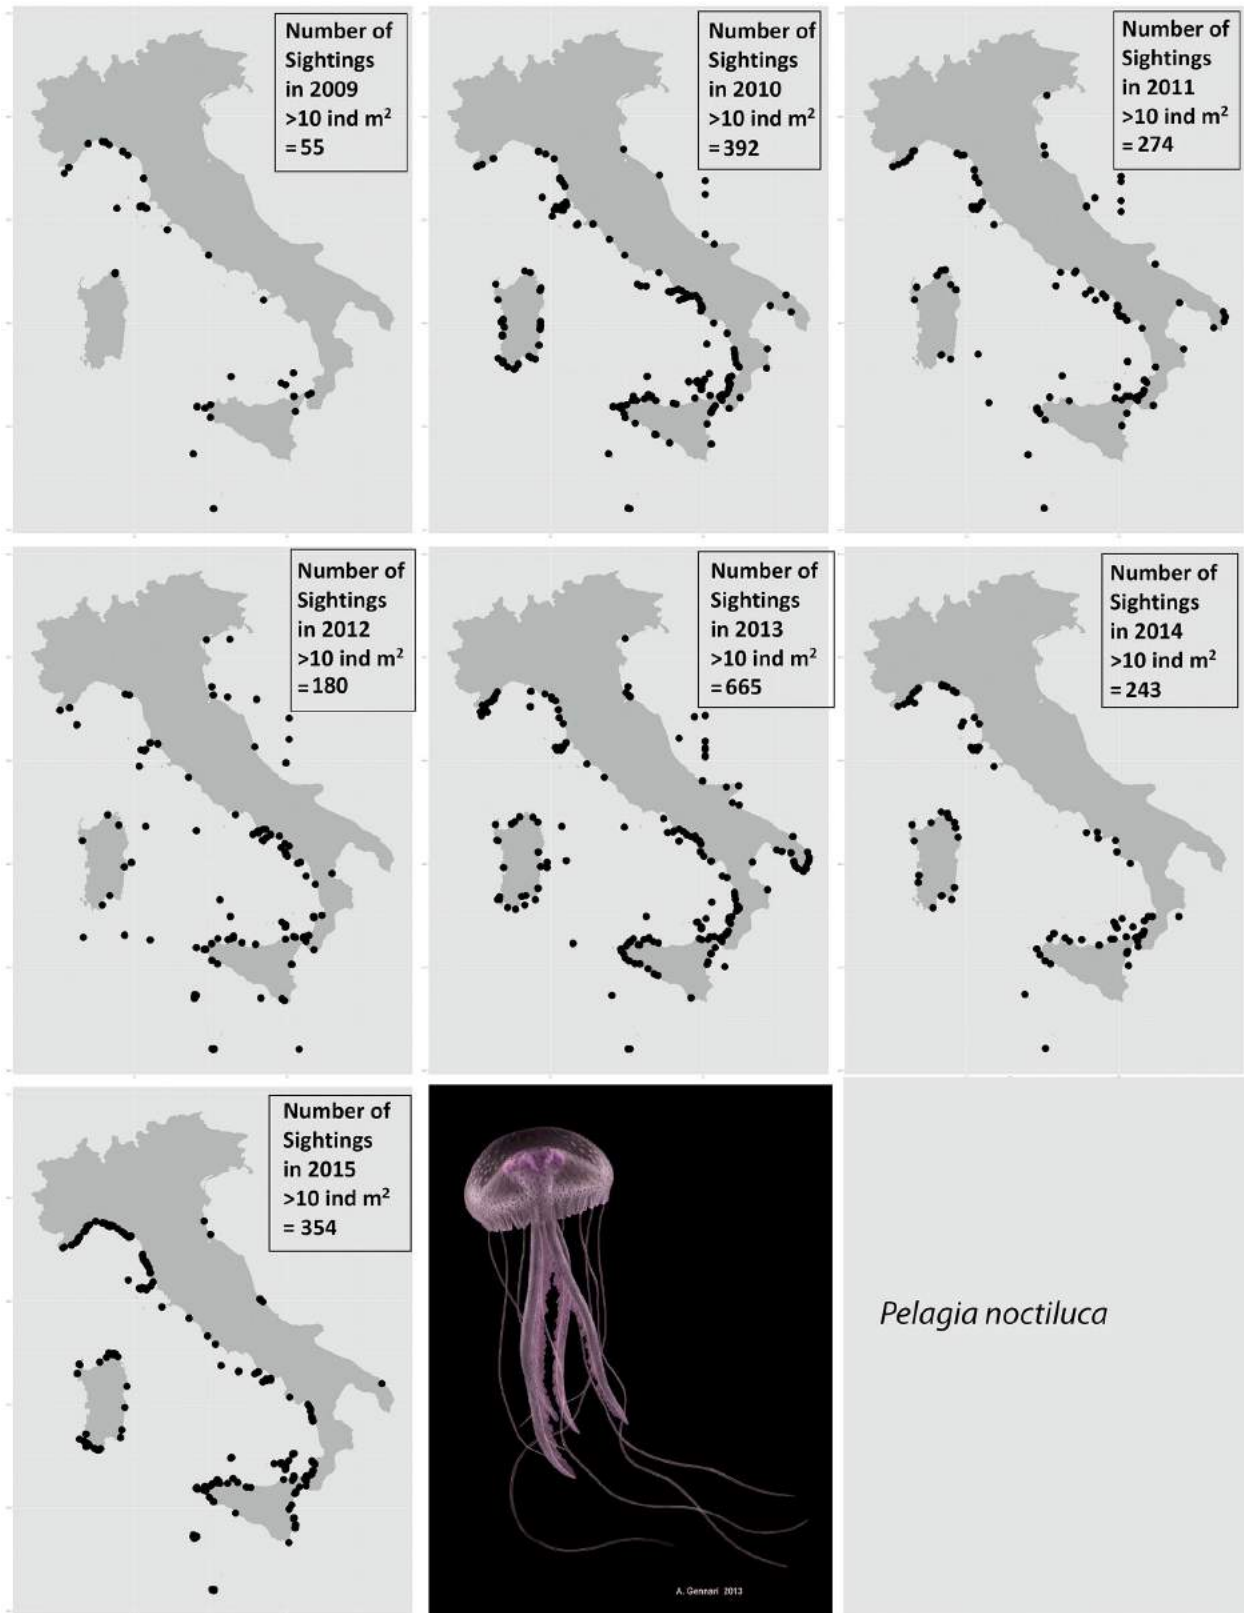 Number of
Sightings
in 2009
>10 ind m²
= 55
Number of
Sightings
in 2010
>10 ind m²
= 392
Number of
Sightings
in 2011
>10 ind m²
= 274
Number of
Sightings
in 2012
>10 ind m²
= 180
Number of
Sightings
in 2013
>10 ind m²
= 665
Number of
Sightings
in 2014
>10 ind m²
= 243
Number of
Sightings
in 2015
>10 ind m²
= 354
A. Gennari 2013
Pelagia noctiluca